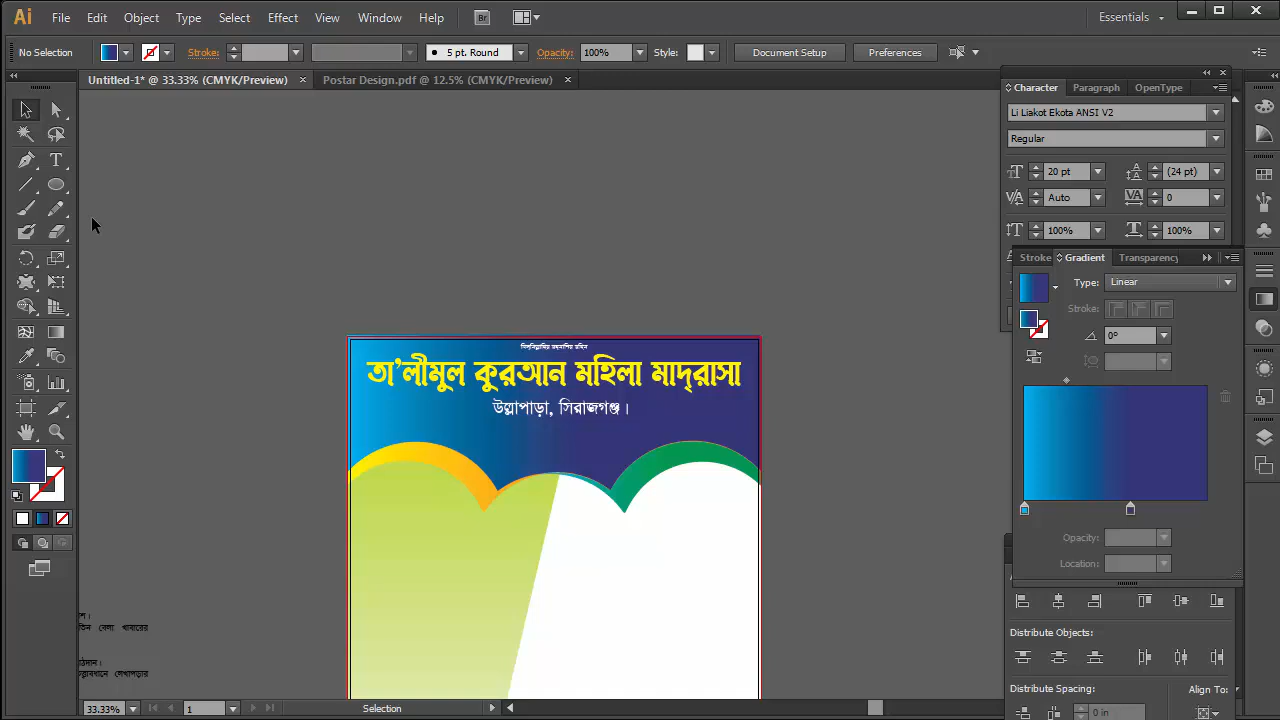 Ai File Edit Object Type Select Effect View Window Help Br Essentials
No Selection Stroke: 5 pt. Round Opacity: 100% Style: Document Setup Preferences
Untitled-1* @ 33.33% (CMYK/Preview) Postar Design.pdf @ 12.5% (CMYK/Preview)
Character Paragraph OpenType
Li Liakot Ekota ANSI V2
Regular
20 pt (24 pt)
Auto 0
100% 100%
Stroke Gradient Transparency
Type: Linear
Stroke:
0°
Opacity:
Location:
তা'লীমুল কুরআন মহিলা মাদ্রাসা
উল্লাপাড়া, সিরাজগঞ্জ।
তিন বেলা খাবারের
Distribute Objects:
Distribute Spacing: Align To:
0 in
33.33% 1 Selection